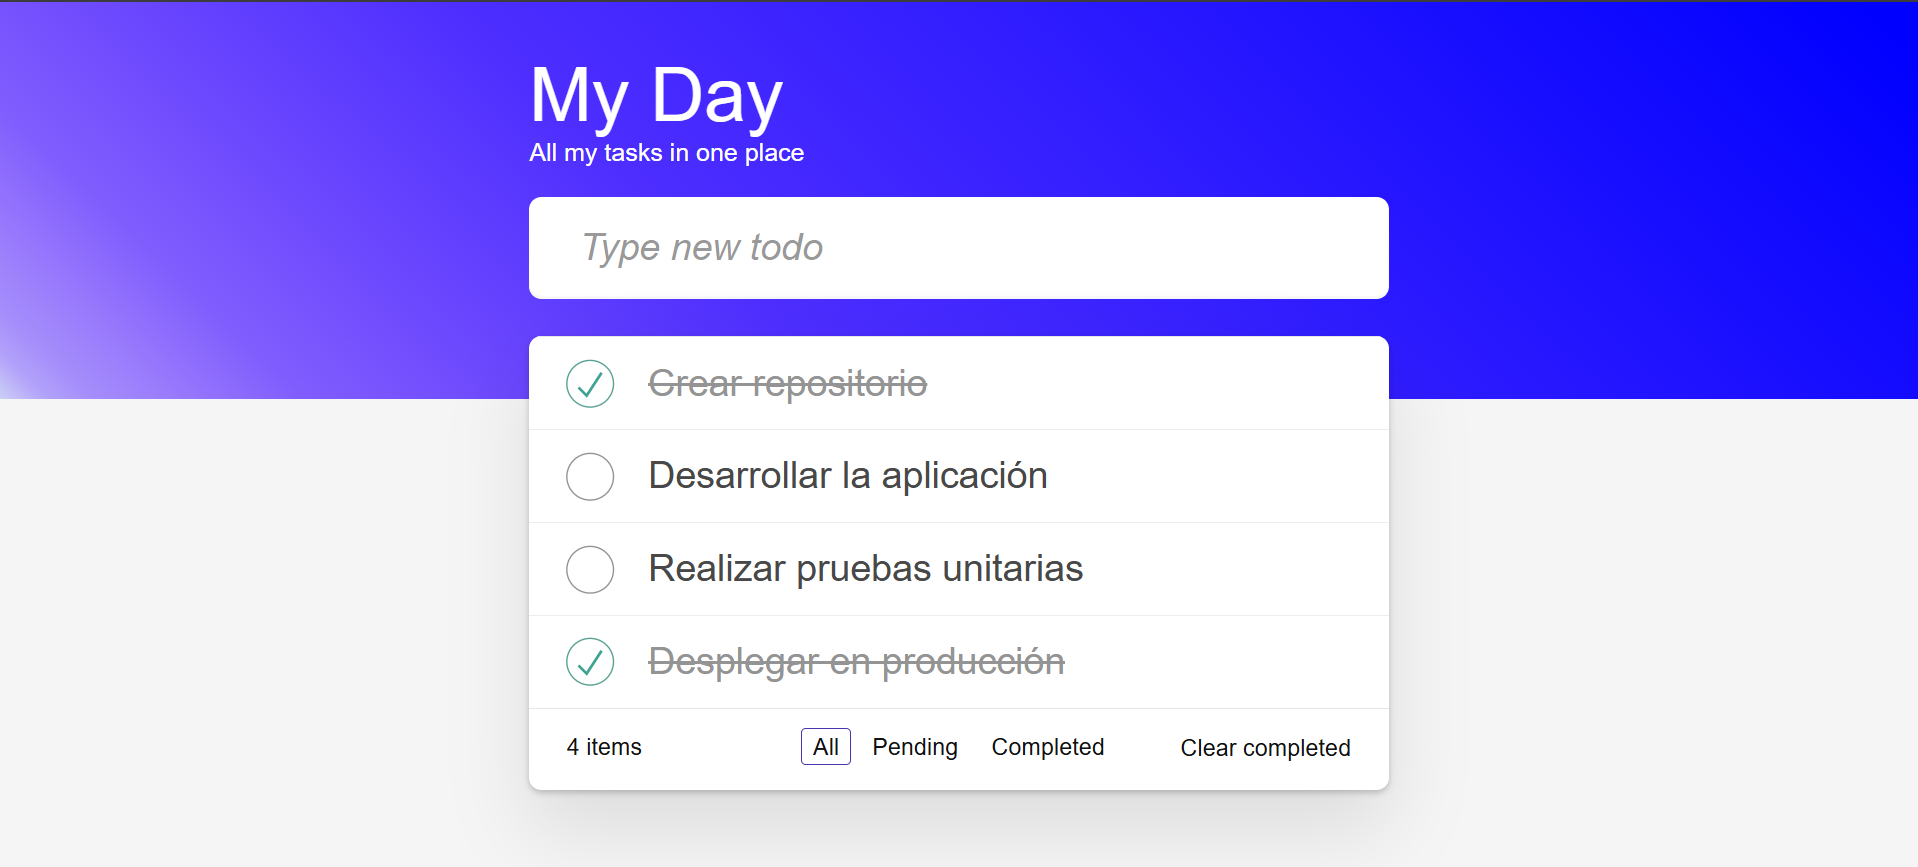 My Day
All my tasks in one place
Type new todo
Crear repositorio
Desarrollar la aplicación
Realizar pruebas unitarias
Desplegar en producción
4 items All Pending Completed Clear completed